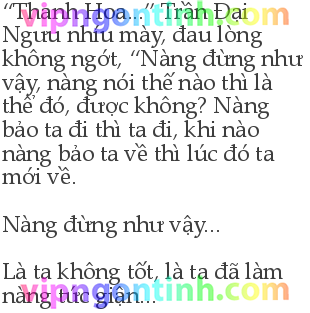 “Thanh Hoa...” Trần Đại
Ngưu nhíu mày, đau lòng
không ngớt, “Nàng đừng như
vậy, nàng nói thế nào thì là
thế đó, được không? Nàng
bảo ta đi thì ta đi, khi nào
nàng bảo ta về thì lúc đó ta
mới về.
Nàng đừng như vậy...
Là ta không tốt, là ta đã làm
nàng tức giận...
vipngontinh.com
vipngontinh.com